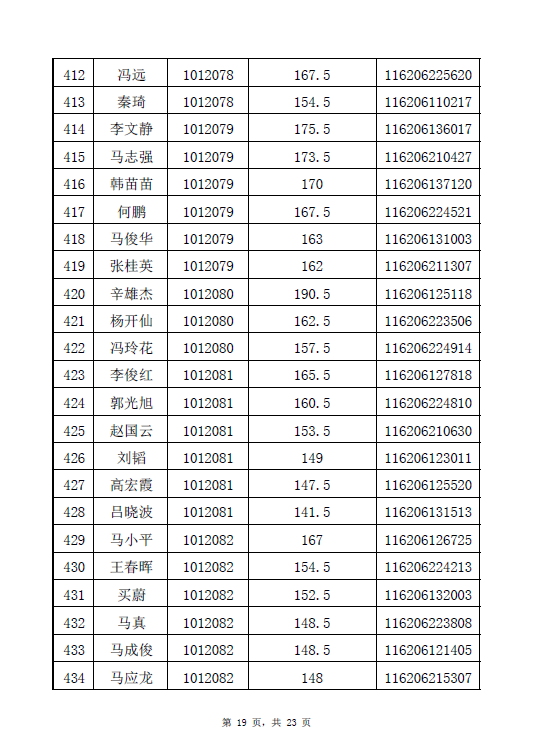 412 冯远 1012078 167.5 116206225620
413 秦琦 1012078 154.5 116206110217
414 李文静 1012079 175.5 116206136017
415 马志强 1012079 173.5 116206210427
416 韩苗苗 1012079 170 116206137120
417 何鹏 1012079 167.5 116206224521
418 马俊华 1012079 163 116206131003
419 张桂英 1012079 162 116206211307
420 辛雄杰 1012080 190.5 116206125118
421 杨开仙 1012080 162.5 116206223506
422 冯玲花 1012080 157.5 116206224914
423 李俊红 1012081 165.5 116206127818
424 郭光旭 1012081 160.5 116206224810
425 赵国云 1012081 153.5 116206210630
426 刘韬 1012081 149 116206123011
427 高宏霞 1012081 147.5 116206125520
428 吕晓波 1012081 141.5 116206131513
429 马小平 1012082 167 116206126725
430 王春晖 1012082 154.5 116206224213
431 买蔚 1012082 152.5 116206132003
432 马真 1012082 148.5 116206223808
433 马成俊 1012082 148.5 116206121405
434 马应龙 1012082 148 116206215307
第 19 页，共 23 页